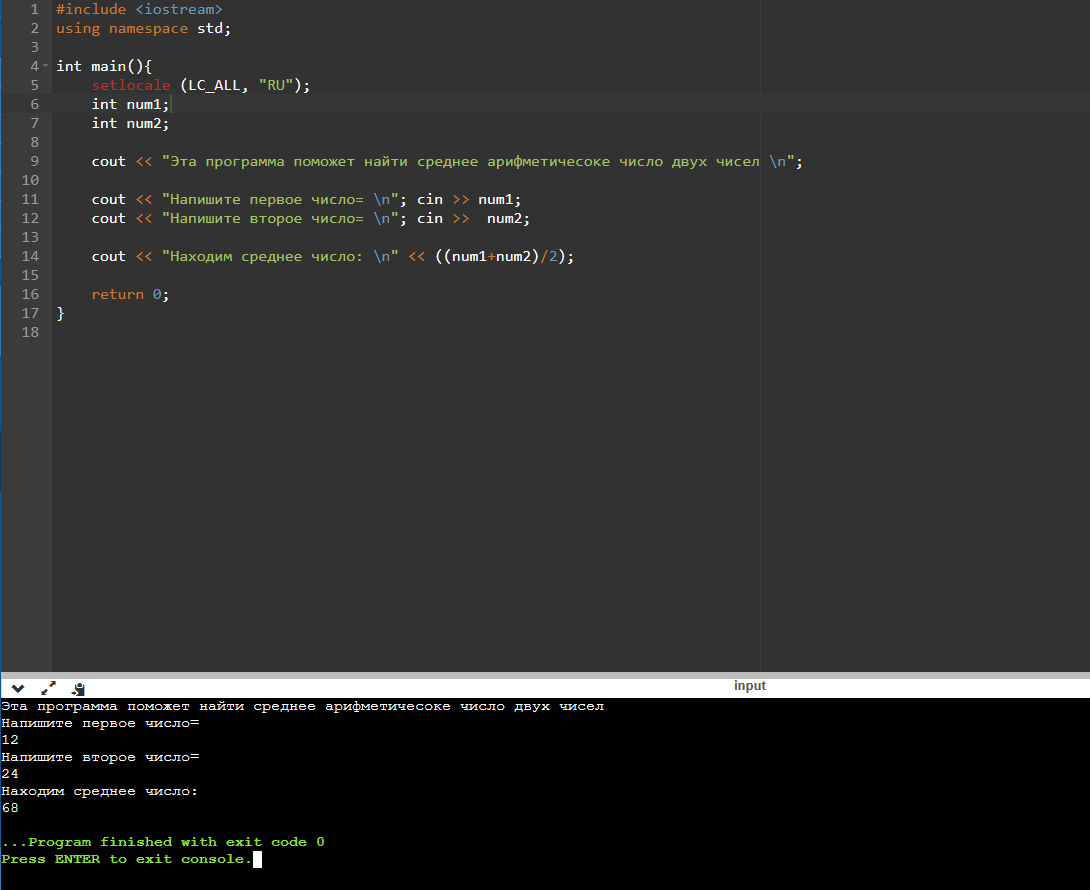 1 #include <iostream>
2 using namespace std;
3
4 int main(){
5 setlocale (LC_ALL, "RU");
6 int num1;
7 int num2;
8
9 cout << "Эта программа поможет найти среднее арифметичесоке число двух чисел \n";
10
11 cout << "Напишите первое число= \n"; cin >> num1;
12 cout << "Напишите второе число= \n"; cin >>  num2;
13
14 cout << "Находим среднее число: \n" << ((num1+num2)/2);
15
16 return 0;
17 }
18
input
Эта программа поможет найти среднее арифметичесоке число двух чисел
Напишите первое число=
12
Напишите второе число=
24
Находим среднее число:
68
...Program finished with exit code 0
Press ENTER to exit console.